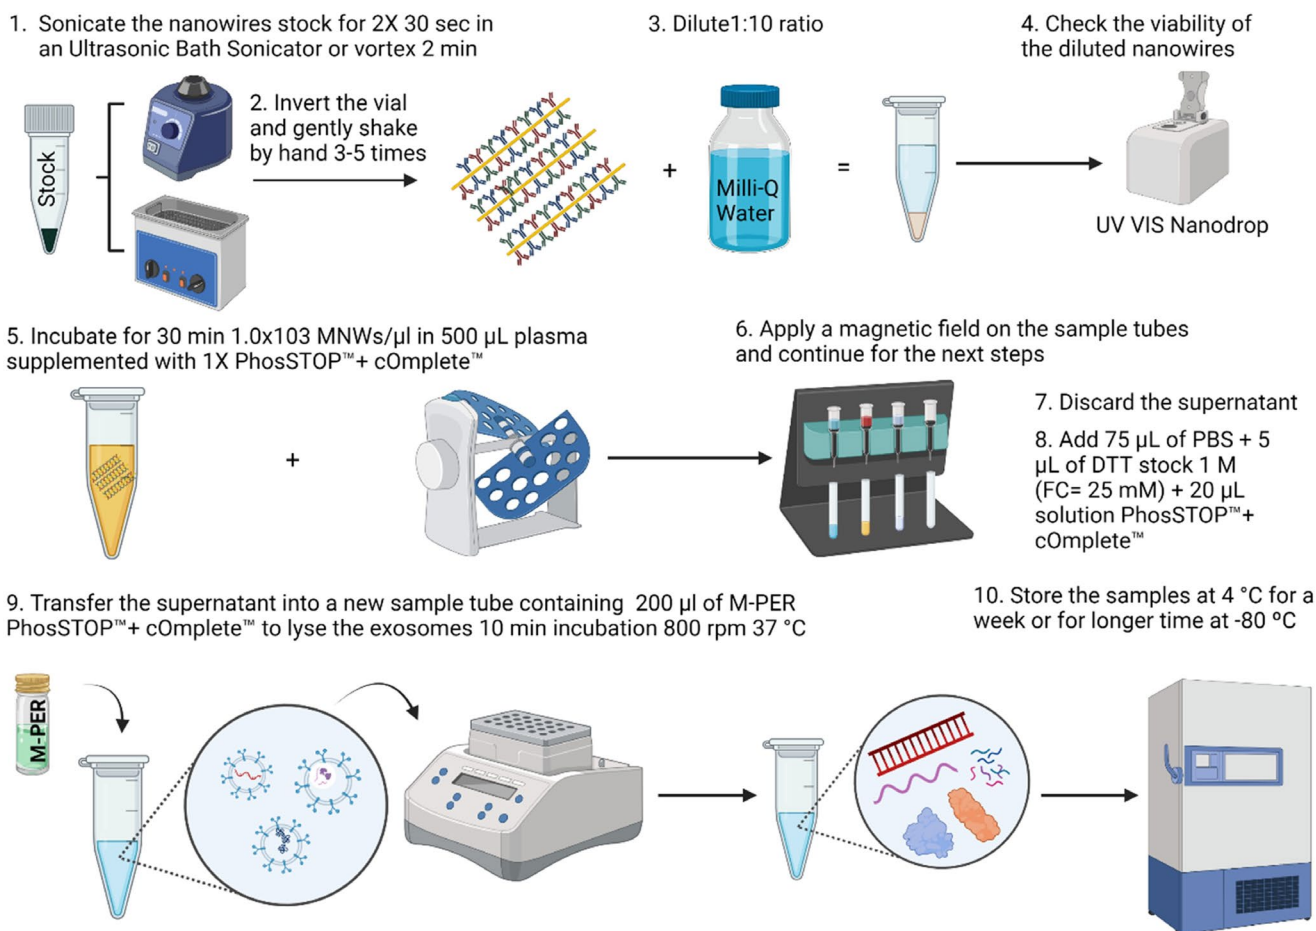 1. Sonicate the nanowires stock for 2X 30 sec in
an Ultrasonic Bath Sonicator or vortex 2 min
Stock
2. Invert the vial
and gently shake
by hand 3-5 times
3. Dilute1:10 ratio
+
Milli-Q
Water
=
4. Check the viability of
the diluted nanowires
UV VIS Nanodrop
5. Incubate for 30 min 1.0x103 MNWs/µl in 500 µL plasma
supplemented with 1X PhosSTOP™+ cOmplete™
+
6. Apply a magnetic field on the sample tubes
and continue for the next steps
7. Discard the supernatant
8. Add 75 µL of PBS + 5
µL of DTT stock 1 M
(FC= 25 mM) + 20 µL
solution PhosSTOP™+
cOmplete™
9. Transfer the supernatant into a new sample tube containing  200 µl of M-PER
PhosSTOP™+ cOmplete™ to lyse the exosomes 10 min incubation 800 rpm 37 °C
M-PER
10. Store the samples at 4 °C for a
week or for longer time at -80 ºC